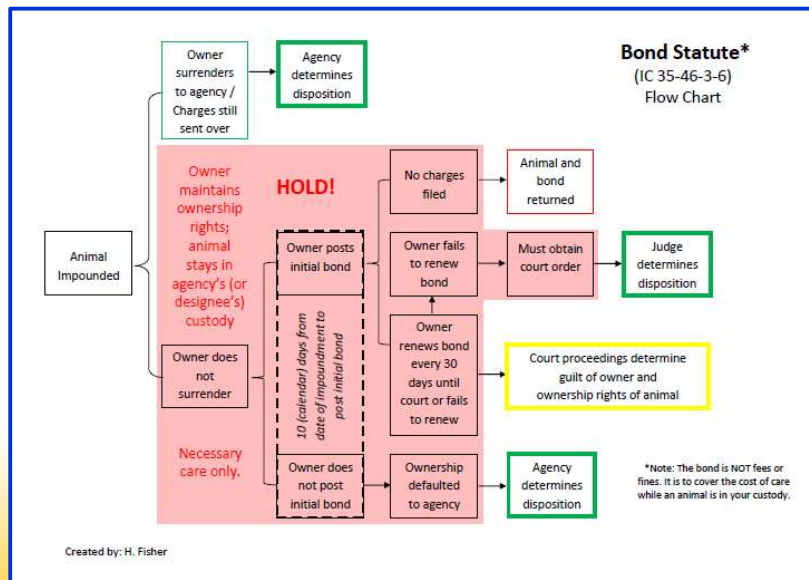 Bond Statute*
(IC 35-46-3-6)
Flow Chart
Owner
surrenders
to agency /
Charges still
sent over
Agency
determines
disposition
Owner
maintains
ownership
rights;
animal
stays in
agency's (or
designee's)
custody
HOLD!
No charges
filed
Animal and
bond
returned
Animal
Impounded
Owner posts
initial bond
Owner fails
to renew
bond
Must obtain
court order
Judge
determines
disposition
Owner does
not
surrender
10 (calendar) days from
date of impoundment to
post initial bond
Owner
renews bond
every 30
days until
court or fails
to renew
Court proceedings determine
guilt of owner and
ownership rights of animal
Necessary
care only.
Owner does
not post
initial bond
Ownership
defaulted
to agency
Agency
determines
disposition
*Note: The bond is NOT fees or
fines. It is to cover the cost of care
while an animal is in your custody.
Created by: H. Fisher